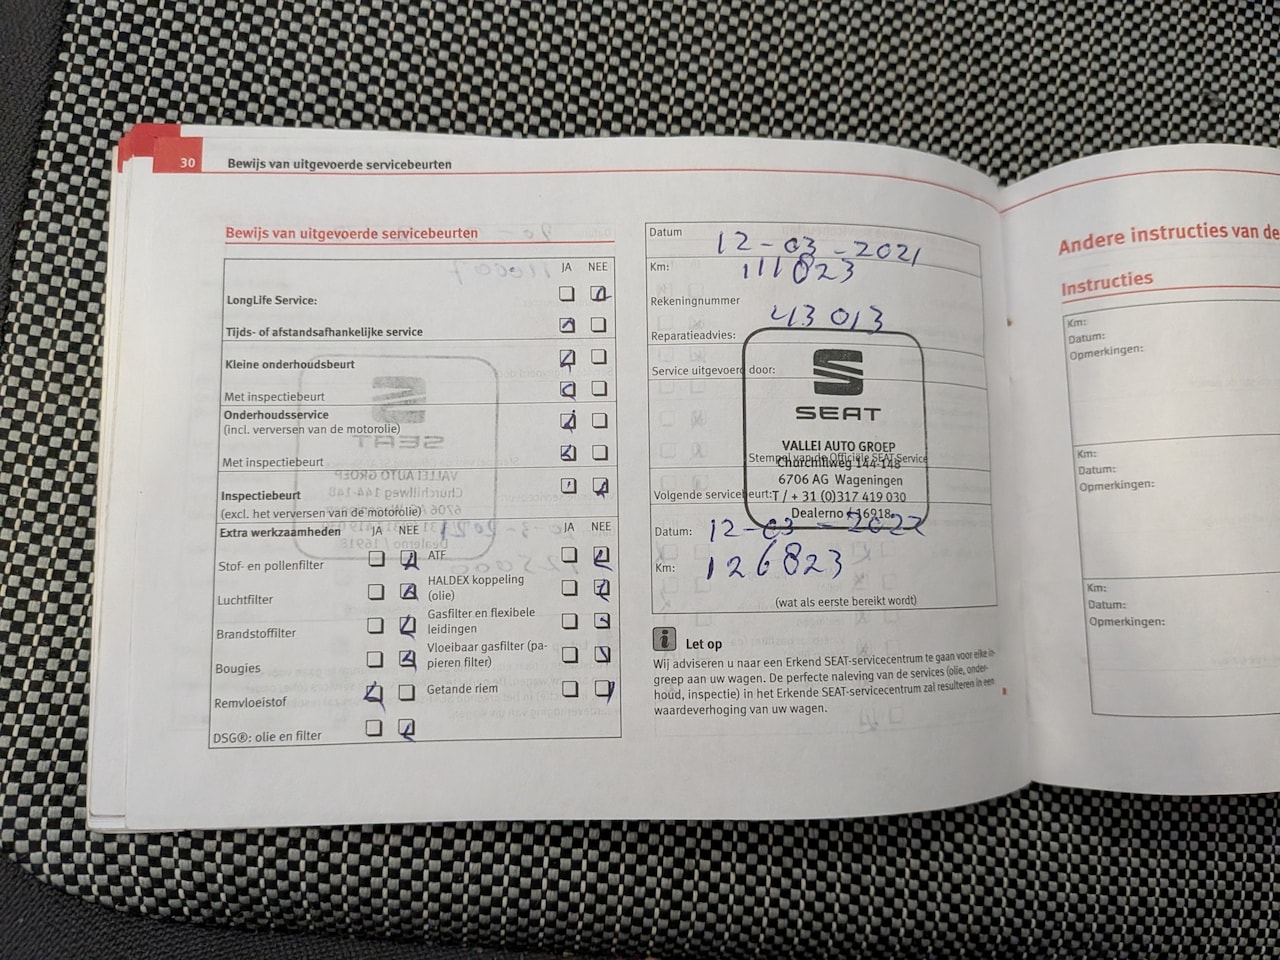 30 Bewijs van uitgevoerde servicebeurten
Bewijs van uitgevoerde servicebeurten
JA NEE
LongLife Service:
Tijds- of afstandsafhankelijke service
Kleine onderhoudsbeurt
Met inspectiebeurt
Onderhoudsservice
(incl. verversen van de motorolie)
Met inspectiebeurt
Inspectiebeurt
(excl. het verversen van de motorolie)
Extra werkzaamheden JA NEE JA NEE
Stof- en pollenfilter
ATF
Luchtfilter
HALDEX koppeling
(olie)
Brandstoffilter
Gasfilter en flexibele
leidingen
Bougies
Vloeibaar gasfilter (pa-
pieren filter)
Remvloeistof
Getande riem
DSG®: olie en filter
Datum 12-03-2021
Km: 111823
Rekeningnummer 43013
Reparatieadvies:
Service uitgevoerd door:
SEAT
VALLEI AUTO GROEP
Stempel van de Officiële SEAT-Service
Churchillweg 144-148
6706 AG Wageningen
Volgende servicebeurt:
T / + 31 (0)317 419 030
Dealerno / 16918
Datum: 12-03-2022
Km: 126823
(wat als eerste bereikt wordt)
i Let op
Wij adviseren u naar een Erkend SEAT-servicecentrum te gaan voor elke in-
greep aan uw wagen. De perfecte naleving van de services (olie, onder-
houd, inspectie) in het Erkende SEAT-servicecentrum zal resulteren in een
waardeverhoging van uw wagen.
Andere instructies van de
Instructies
Km:
Datum:
Opmerkingen:
Km:
Datum:
Opmerkingen:
Km:
Datum:
Opmerkingen: